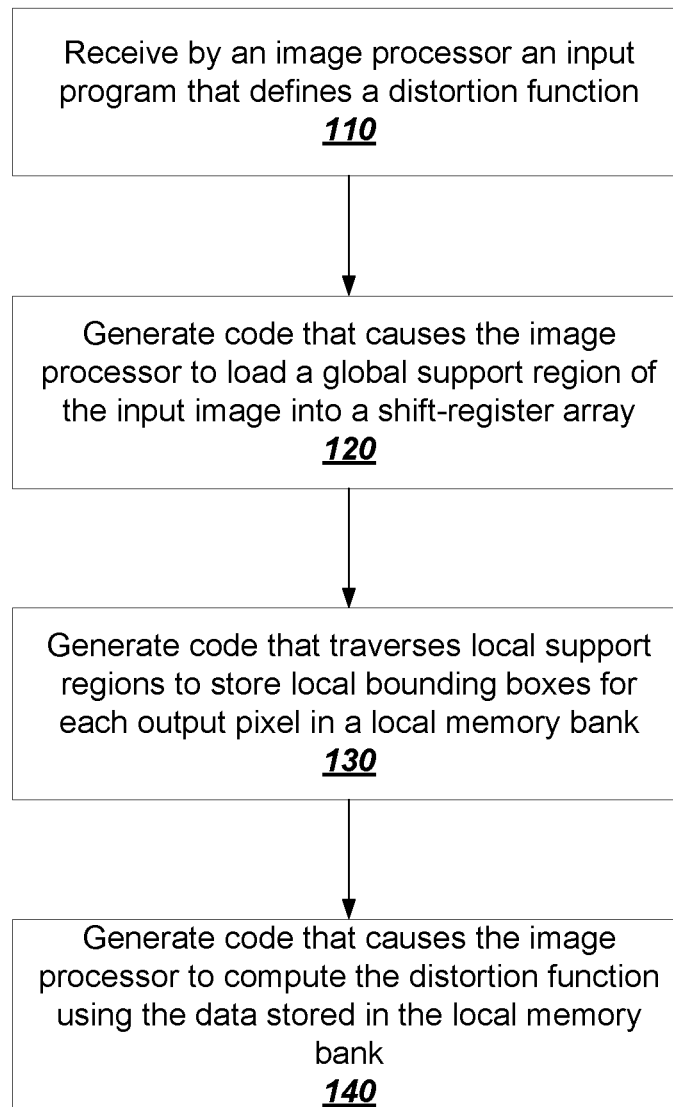 Receive by an image processor an input
program that defines a distortion function
110
Generate code that causes the image
processor to load a global support region of
the input image into a shift-register array
120
Generate code that traverses local support
regions to store local bounding boxes for
each output pixel in a local memory bank
130
Generate code that causes the image
processor to compute the distortion function
using the data stored in the local memory
bank
140